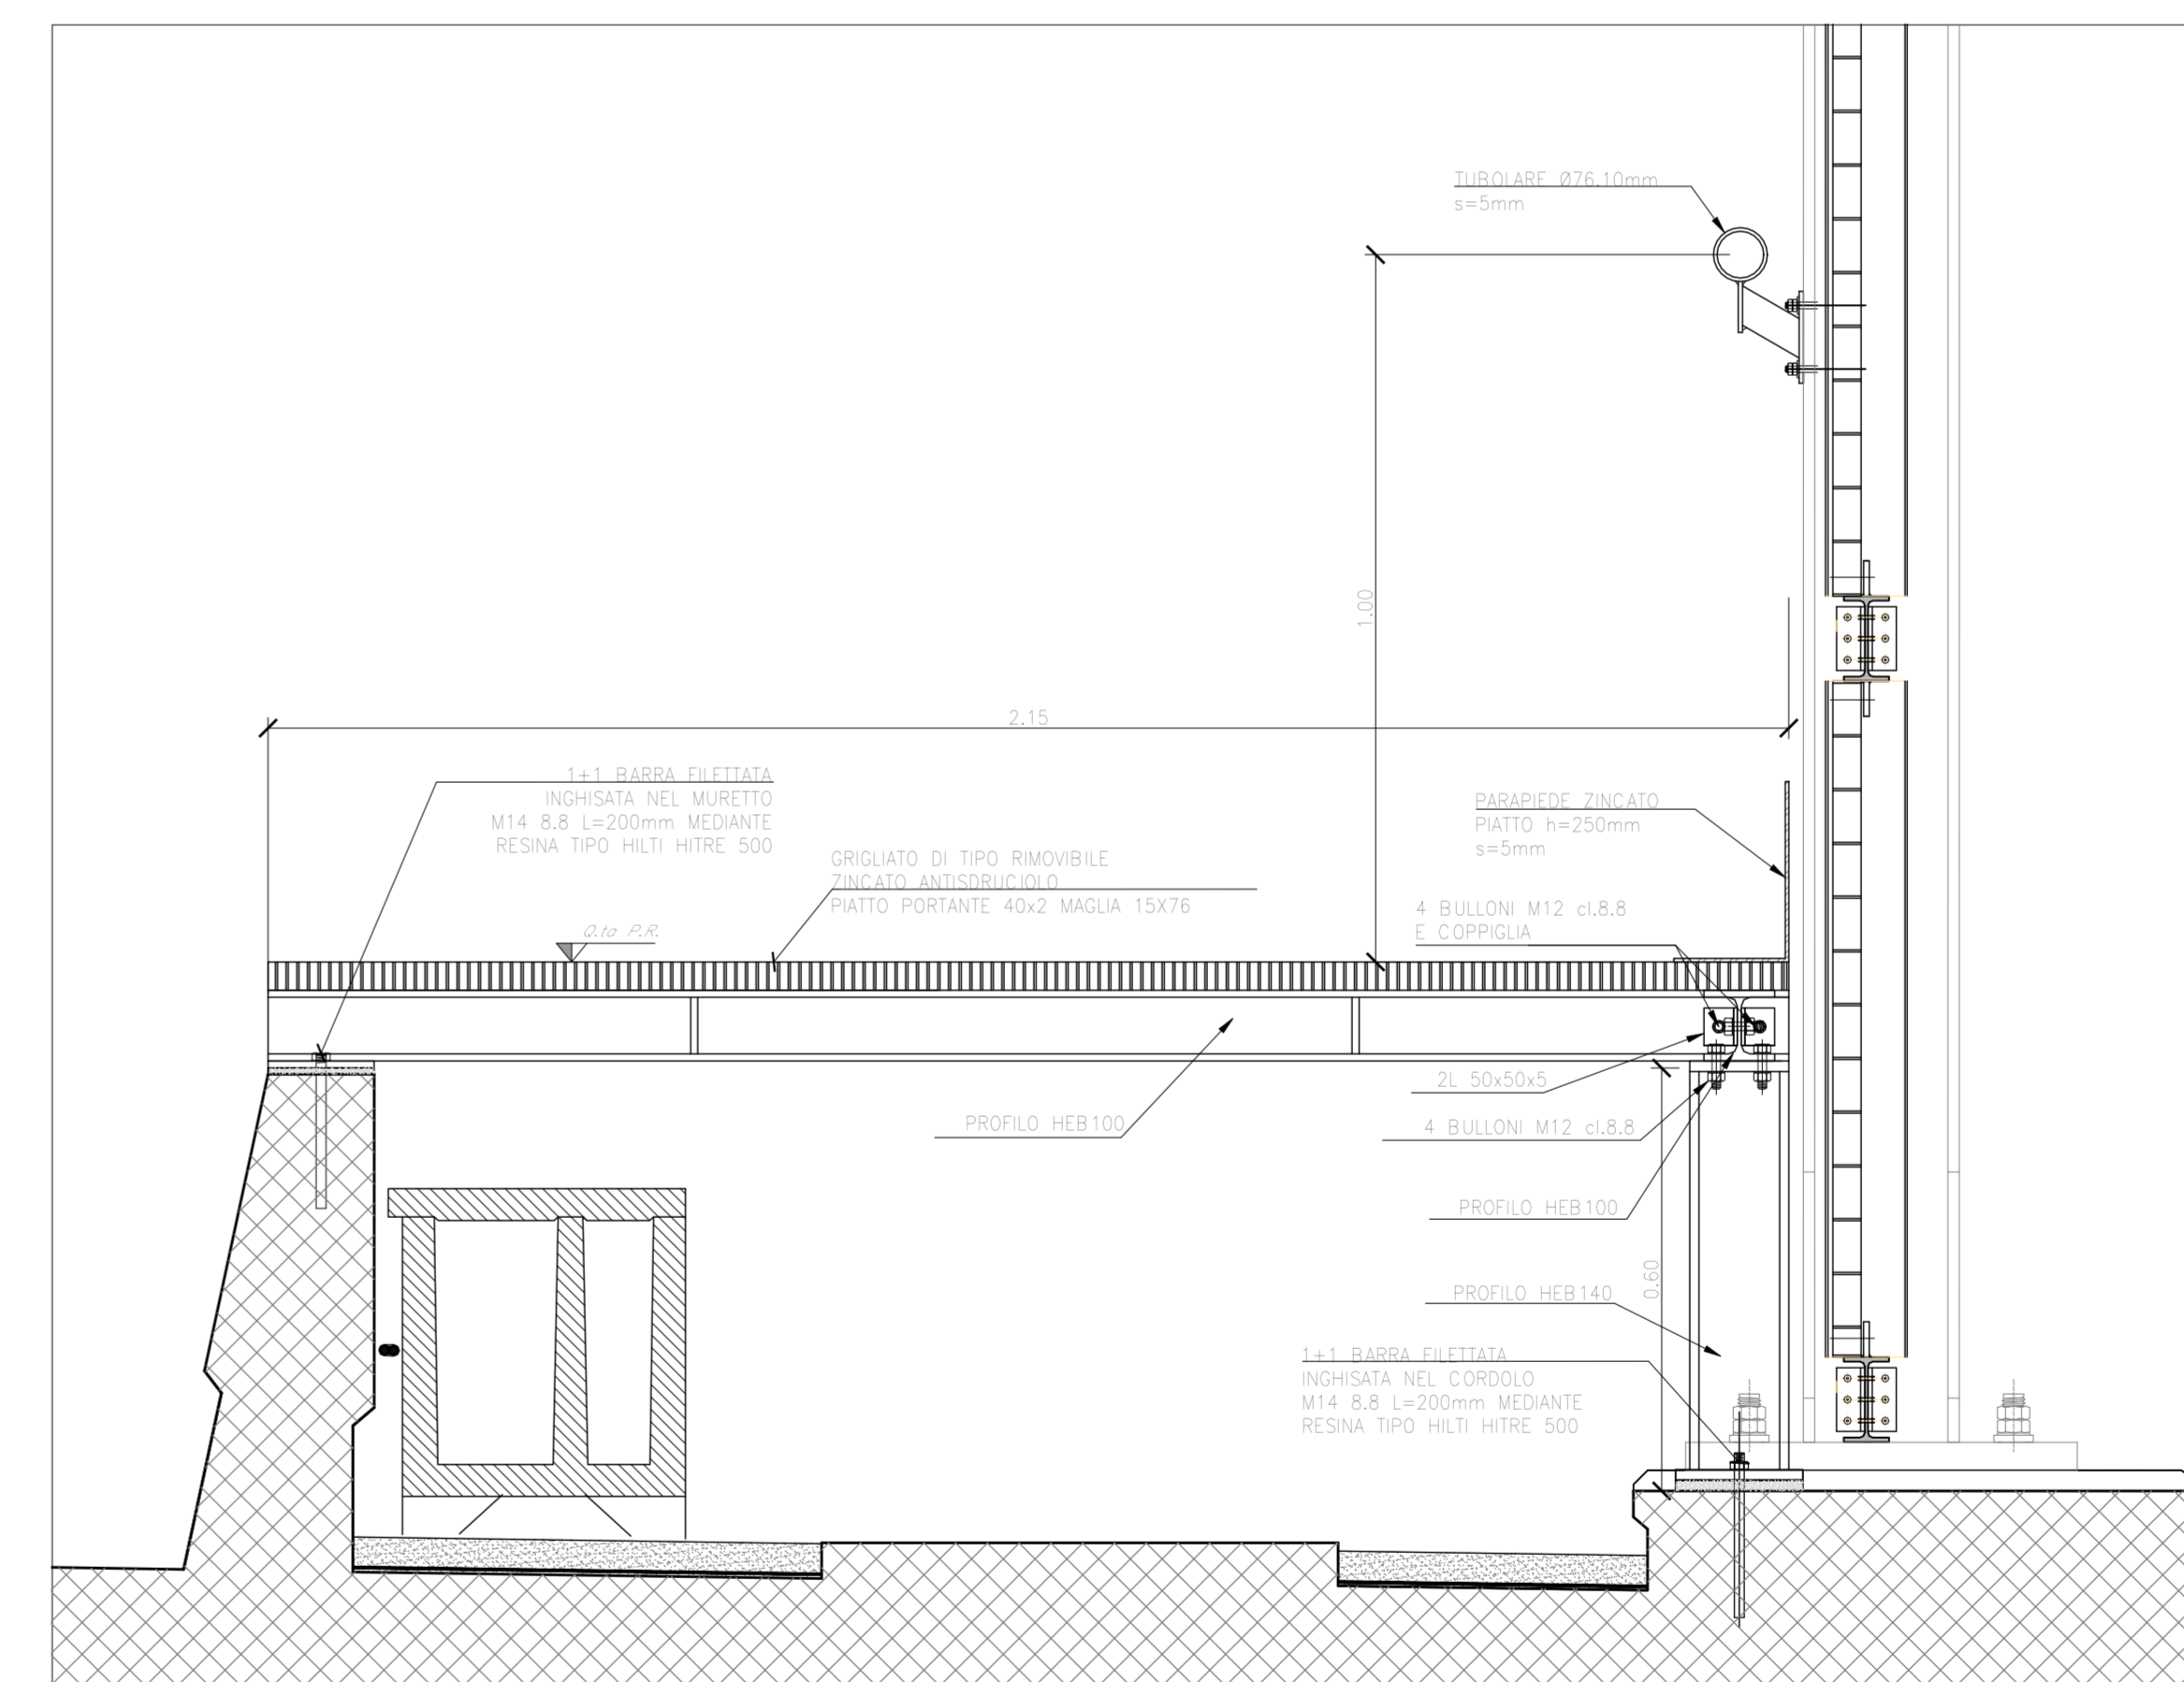 TUBOLARE Ø76.10mm
s=5mm
1.00
2.15
1+1 BARRA FILETTATA
INGHISATA NEL MURETTO
M14 8.8 L=200mm MEDIANTE
RESINA TIPO HILTI HITRE 500
GRIGLIATO DI TIPO RIMOVIBILE
ZINCATO ANTISDRUCIOLO
PIATTO PORTANTE 40x2 MAGLIA 15X76
PARAPIEDE ZINCATO
PIATTO h=250mm
s=5mm
4 BULLONI M12 cl.8.8
E COPPIGLIA
Q.ta P.R.
2L 50x50x5
PROFILO HEB100
4 BULLONI M12 cl.8.8
PROFILO HEB100
0.60
PROFILO HEB140
1+1 BARRA FILETTATA
INGHISATA NEL CORDOLO
M14 8.8 L=200mm MEDIANTE
RESINA TIPO HILTI HITRE 500